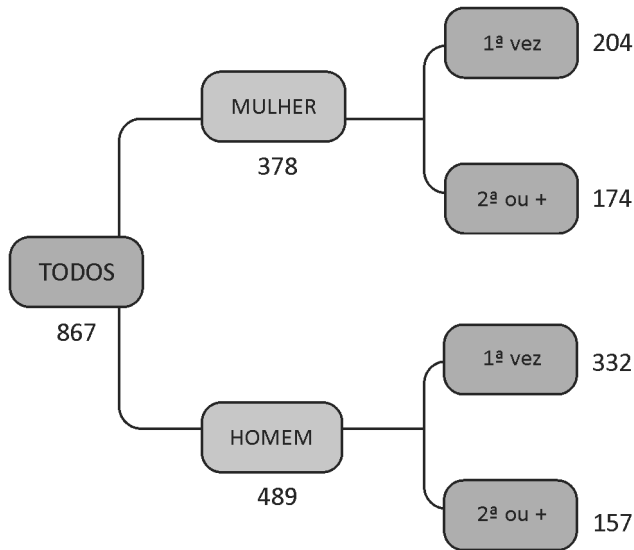 1ª vez 204
MULHER
378
2ª ou + 174
TODOS
867
1ª vez 332
HOMEM
489
2ª ou + 157